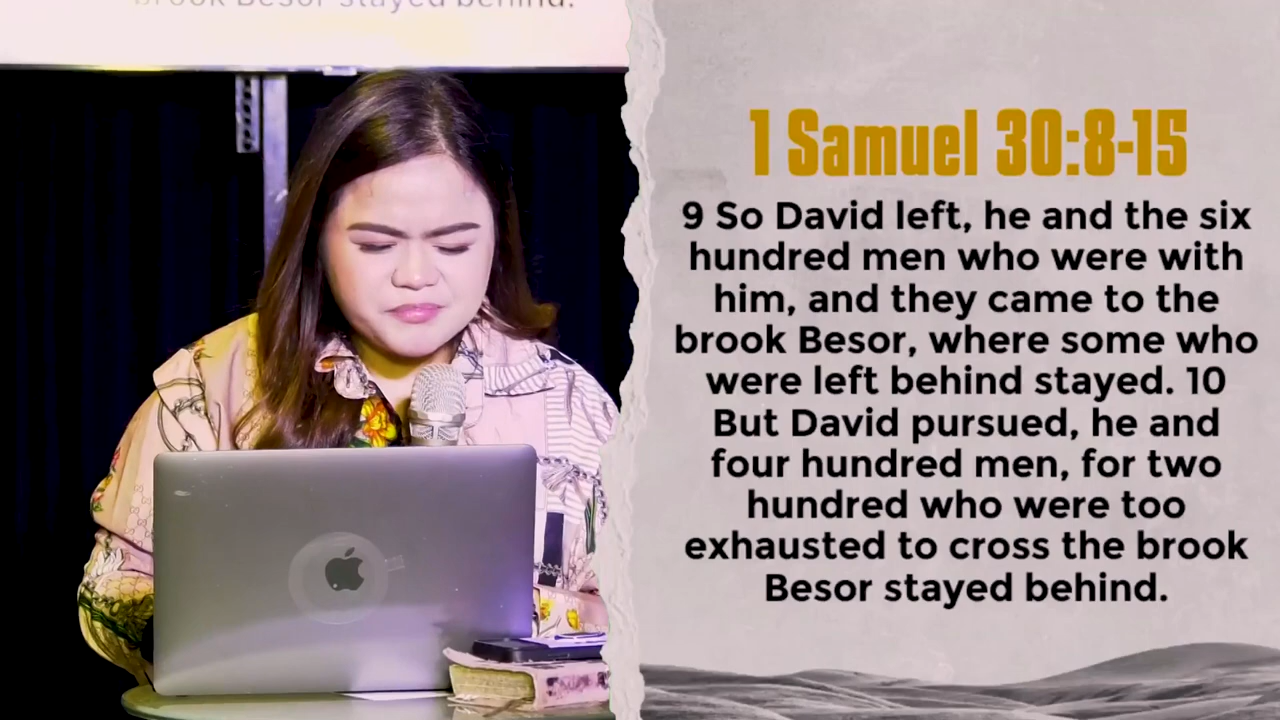 brook Besor stayed behind.
1 Samuel 30:8-15
9 So David left, he and the six
hundred men who were with
him, and they came to the
brook Besor, where some who
were left behind stayed. 10
But David pursued, he and
four hundred men, for two
hundred who were too
exhausted to cross the brook
Besor stayed behind.